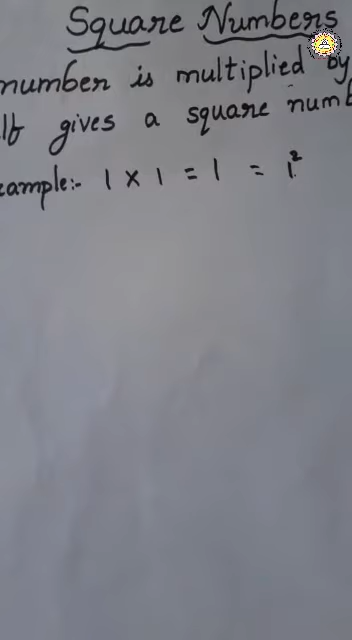 Square Numbers
number is multiplied by
lf gives a square numb
ample:- 1 × 1 = 1 = 1²